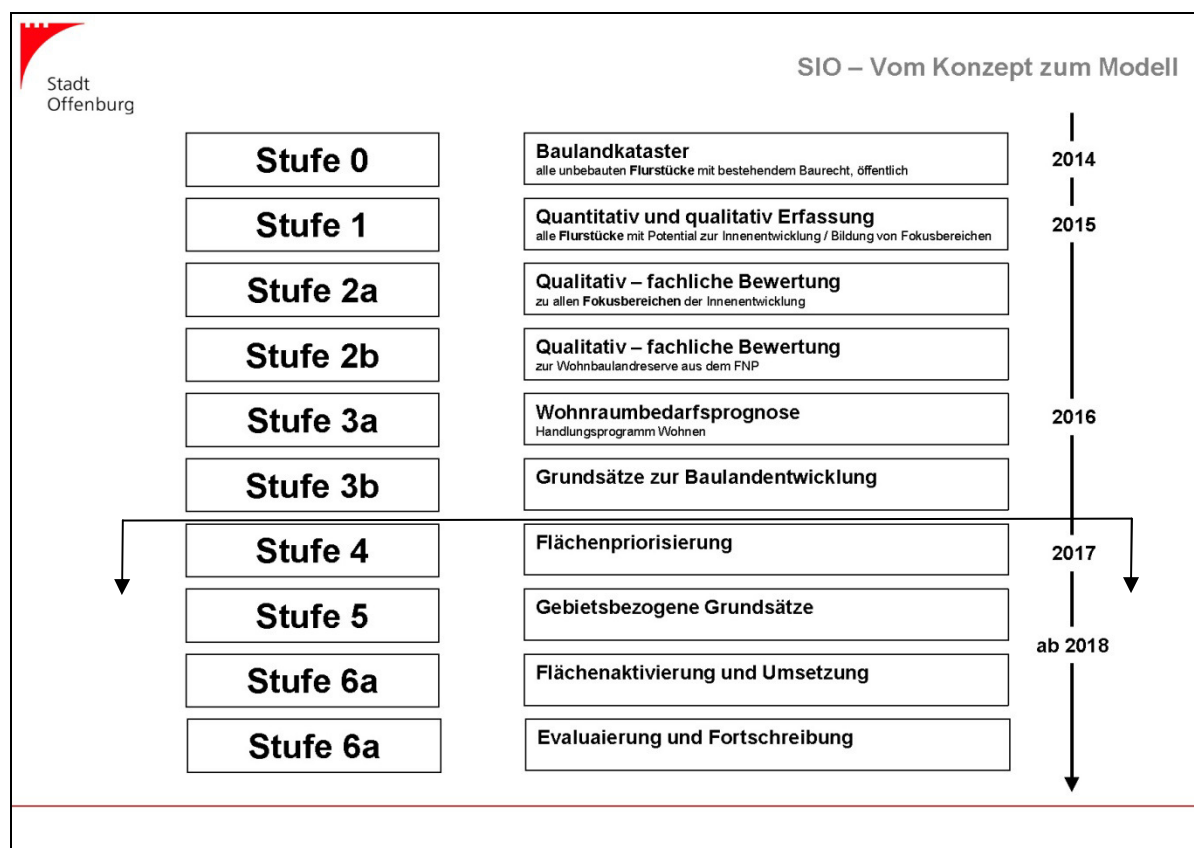 Stadt
Offenburg
SIO – Vom Konzept zum Modell
Stufe 0
Baulandkataster
alle unbebauten Flurstücke mit bestehendem Baurecht, öffentlich
2014
Stufe 1
Quantitativ und qualitativ Erfassung
alle Flurstücke mit Potential zur Innenentwicklung / Bildung von Fokusbereichen
2015
Stufe 2a
Qualitativ – fachliche Bewertung
zu allen Fokusbereichen der Innenentwicklung
Stufe 2b
Qualitativ – fachliche Bewertung
zur Wohnbaulandreserve aus dem FNP
Stufe 3a
Wohnraumbedarfsprognose
Handlungsprogramm Wohnen
2016
Stufe 3b
Grundsätze zur Baulandentwicklung
Stufe 4
Flächenpriorisierung
2017
Stufe 5
Gebietsbezogene Grundsätze
ab 2018
Stufe 6a
Flächenaktivierung und Umsetzung
Stufe 6a
Evaluaierung und Fortschreibung